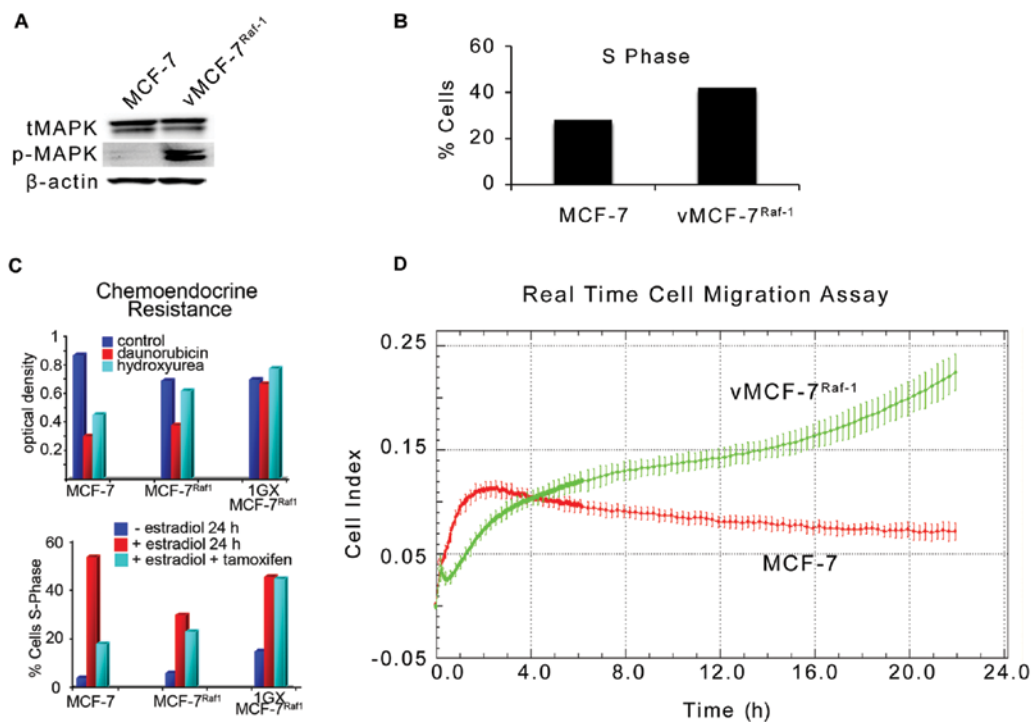 A
MCF-7
vMCF-7Raf-1
tMAPK
p-MAPK
β-actin
B
S Phase
% Cells
60
40
20
0
MCF-7
vMCF-7Raf-1
C
Chemoendocrine
Resistance
control
daunorubicin
hydroxyurea
optical density
1
0.8
0.6
0.4
0.2
MCF-7
MCF-7Raf1
1GX
MCF-7Raf1
- estradiol 24 h
+ estradiol 24 h
+ estradiol + tamoxifen
% Cells S-Phase
60
40
20
0
MCF-7
MCF-7Raf1
1GX
MCF-7Raf1
D
Real Time Cell Migration Assay
Cell Index
0.25
0.15
0.05
-0.05
vMCF-7Raf-1
MCF-7
0.0 4.0 8.0 12.0 16.0 20.0 24.0
Time (h)